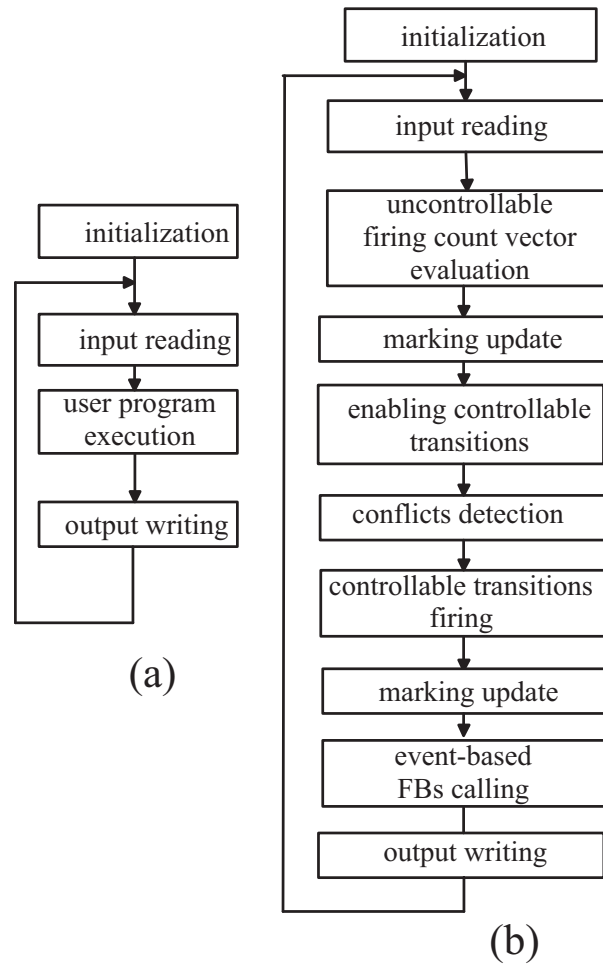 initialization
input reading
user program
execution
output writing
(a)
initialization
input reading
uncontrollable
firing count vector
evaluation
marking update
enabling controllable
transitions
conflicts detection
controllable transitions
firing
marking update
event-based
FBs calling
output writing
(b)